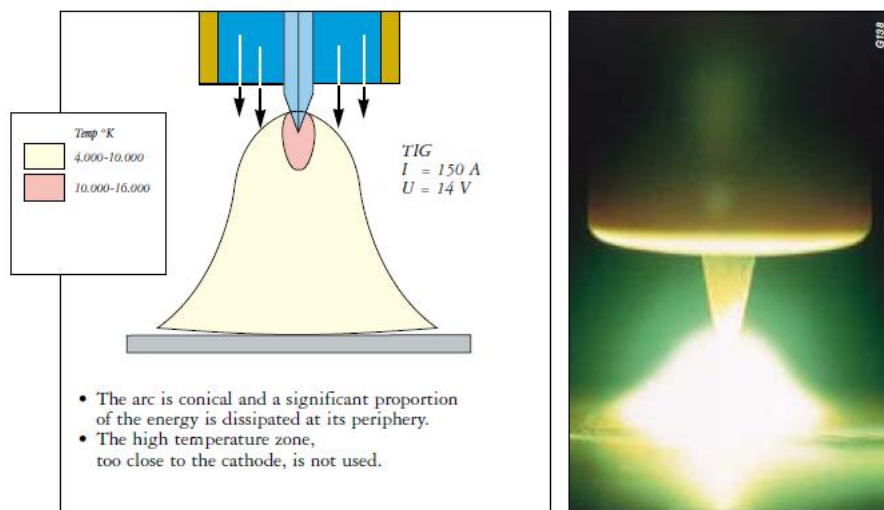 Temp °K
4.000-10.000
10.000-16.000
TIG
I = 150 A
U = 14 V
• The arc is conical and a significant proportion
of the energy is dissipated at its periphery.
• The high temperature zone,
too close to the cathode, is not used.
G138